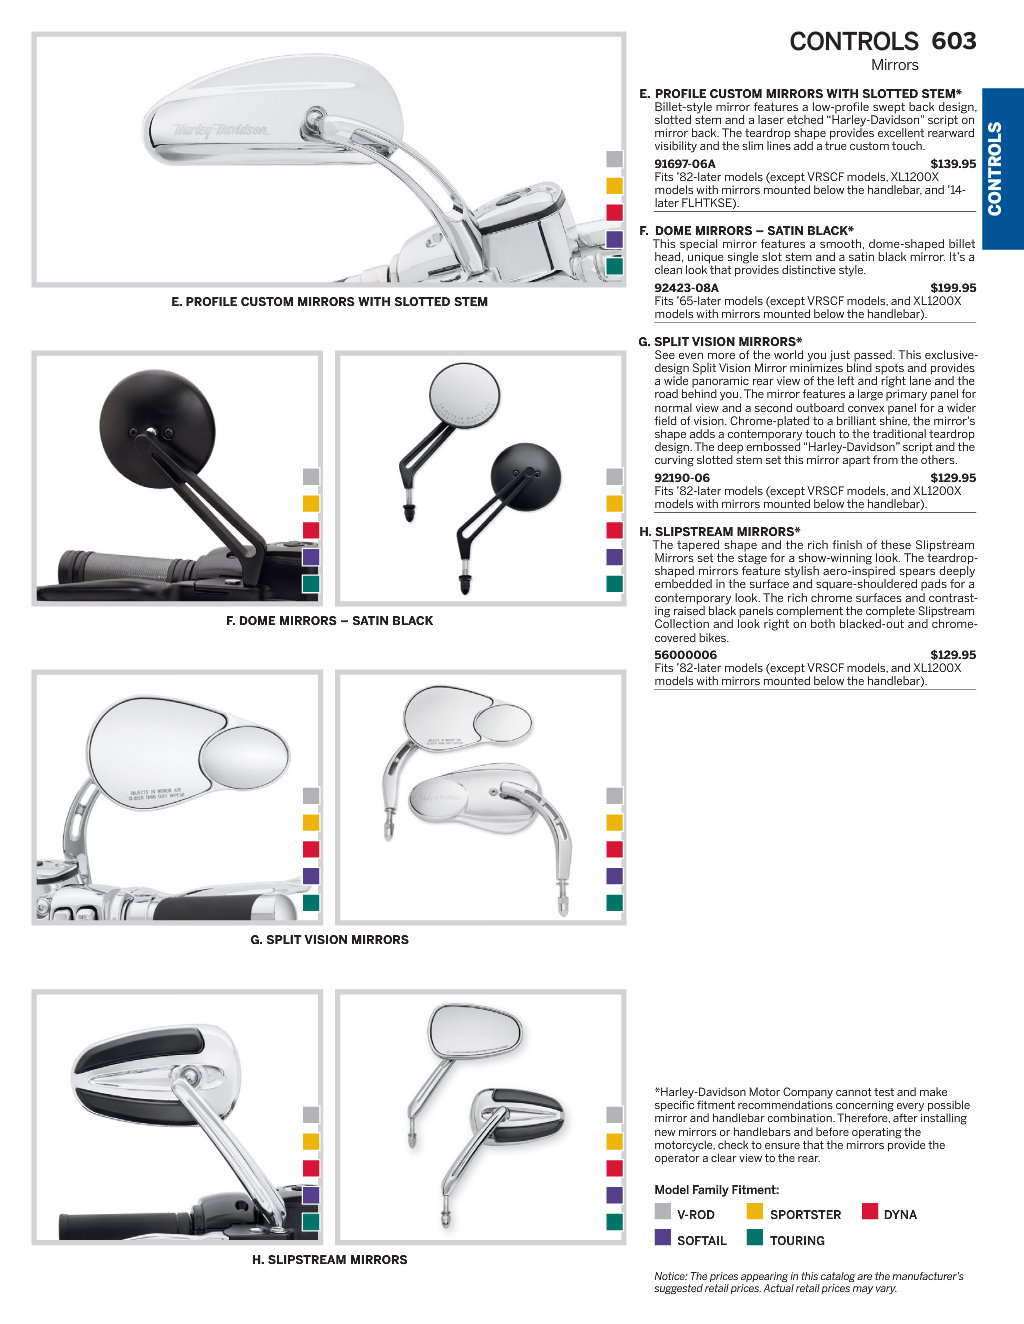 CONTROLS 603
Mirrors
CONTROLS
E. PROFILE CUSTOM MIRRORS WITH SLOTTED STEM*
Billet-style mirror features a low-profile swept back design,
slotted stem and a laser etched “Harley-Davidson” script on
mirror back. The teardrop shape provides excellent rearward
visibility and the slim lines add a true custom touch.
91697-06A $139.95
Fits ’82-later models (except VRSCF models, XL1200X
models with mirrors mounted below the handlebar, and ’14-
later FLHTKSE).
F. DOME MIRRORS – SATIN BLACK*
This special mirror features a smooth, dome-shaped billet
head, unique single slot stem and a satin black mirror. It’s a
clean look that provides distinctive style.
92423-08A $199.95
Fits ’65-later models (except VRSCF models, and XL1200X
models with mirrors mounted below the handlebar).
G. SPLIT VISION MIRRORS*
See even more of the world you just passed. This exclusive-
design Split Vision Mirror minimizes blind spots and provides
a wide panoramic rear view of the left and right lane and the
road behind you. The mirror features a large primary panel for
normal view and a second outboard convex panel for a wider
field of vision. Chrome-plated to a brilliant shine, the mirror’s
shape adds a contemporary touch to the traditional teardrop
design. The deep embossed “Harley-Davidson” script and the
curving slotted stem set this mirror apart from the others.
92190-06 $129.95
Fits ’82-later models (except VRSCF models, and XL1200X
models with mirrors mounted below the handlebar).
H. SLIPSTREAM MIRRORS*
The tapered shape and the rich finish of these Slipstream
Mirrors set the stage for a show-winning look. The teardrop-
shaped mirrors feature stylish aero-inspired spears deeply
embedded in the surface and square-shouldered pads for a
contemporary look. The rich chrome surfaces and contrast-
ing raised black panels complement the complete Slipstream
Collection and look right on both blacked-out and chrome-
covered bikes.
56000006 $129.95
Fits ’82-later models (except VRSCF models, and XL1200X
models with mirrors mounted below the handlebar).
Harley-Davidson
E. PROFILE CUSTOM MIRRORS WITH SLOTTED STEM
F. DOME MIRRORS – SATIN BLACK
OBJECTS IN MIRROR ARE
CLOSER THAN THEY APPEAR
G. SPLIT VISION MIRRORS
H. SLIPSTREAM MIRRORS
*Harley-Davidson Motor Company cannot test and make
specific fitment recommendations concerning every possible
mirror and handlebar combination. Therefore, after installing
new mirrors or handlebars and before operating the
motorcycle, check to ensure that the mirrors provide the
operator a clear view to the rear.
Model Family Fitment:
V-ROD SPORTSTER DYNA
SOFTAIL TOURING
Notice: The prices appearing in this catalog are the manufacturer’s
suggested retail prices. Actual retail prices may vary.